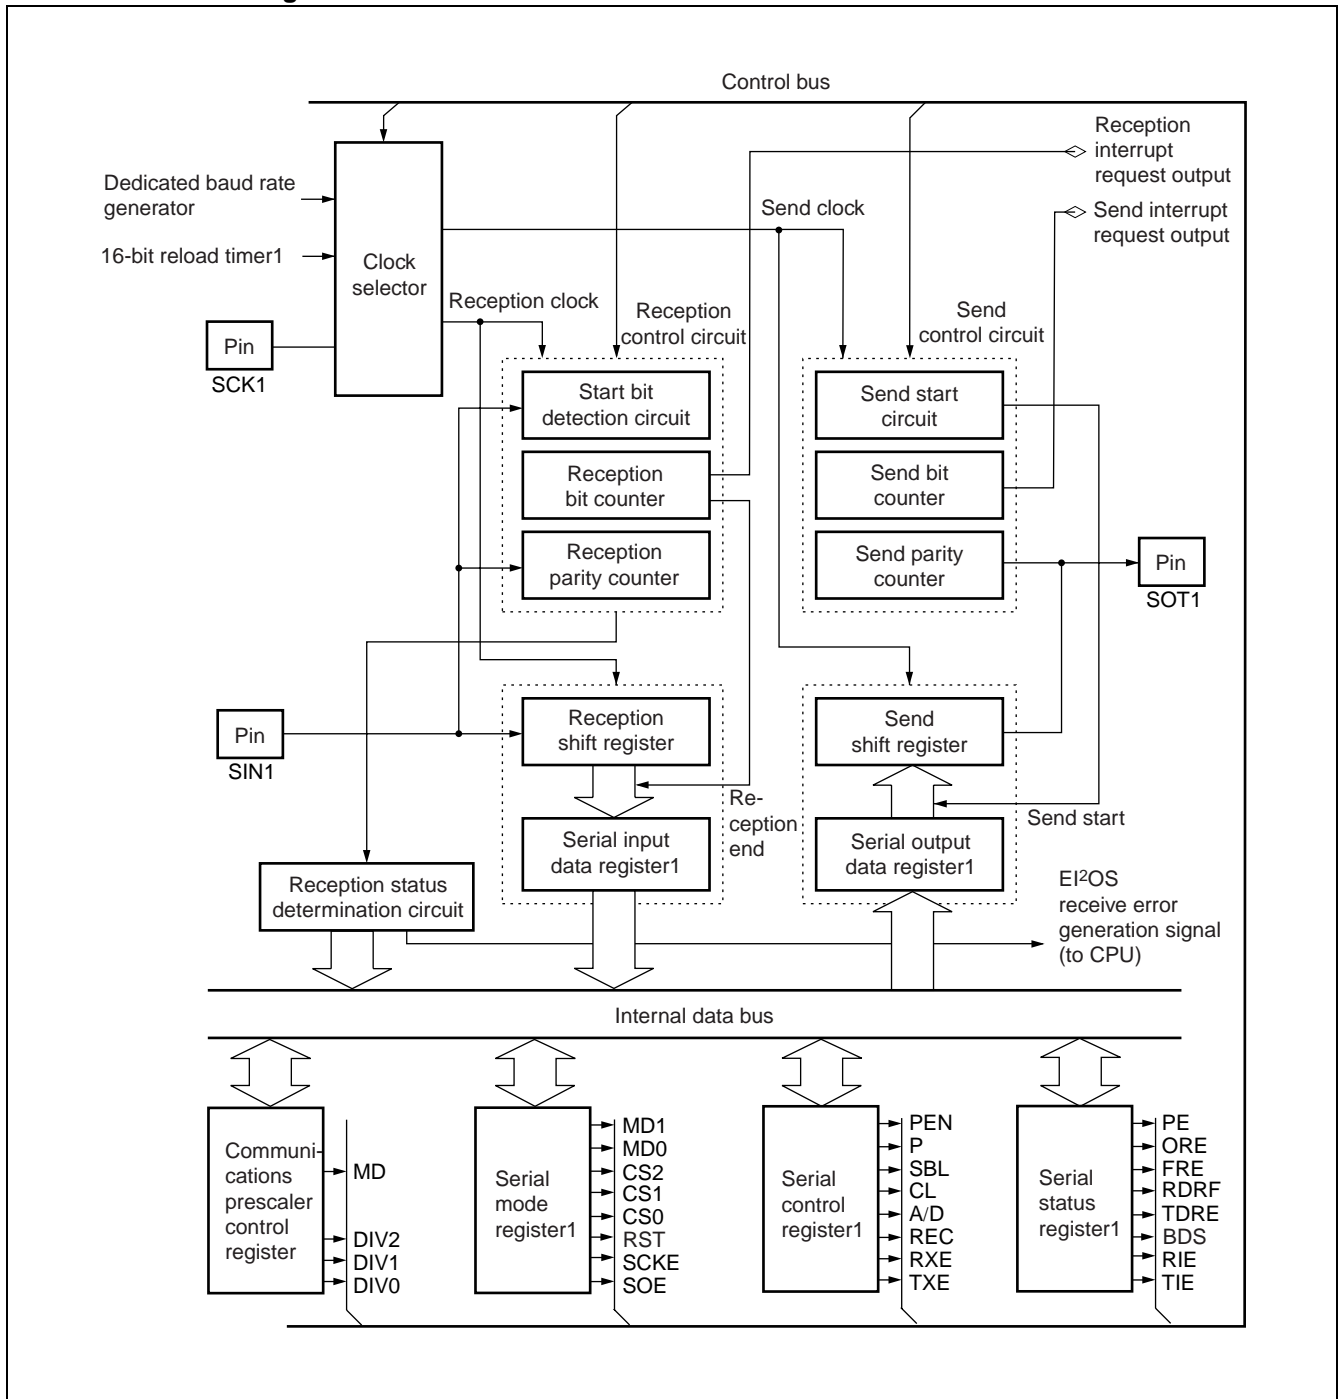 g
Control bus
Reception
interrupt
request output
Dedicated baud rate
generator
Send clock
Send interrupt
request output
16-bit reload timer1
Clock
selector
Reception clock
Reception
control circuit
Send
control circuit
Pin
SCK1
Start bit
detection circuit
Send start
circuit
Reception
bit counter
Send bit
counter
Reception
parity counter
Send parity
counter
Pin
SOT1
Pin
SIN1
Reception
shift register
Send
shift register
Re-
ception
end
Send start
Serial input
data register1
Serial output
data register1
Reception status
determination circuit
EI²OS
receive error
generation signal
(to CPU)
Internal data bus
Communi-
cations
prescaler
control
register
MD
DIV2
DIV1
DIV0
Serial
mode
register1
MD1
MD0
CS2
CS1
CS0
RST
SCKE
SOE
Serial
control
register1
PEN
P
SBL
CL
A/D
REC
RXE
TXE
Serial
status
register1
PE
ORE
FRE
RDRF
TDRE
BDS
RIE
TIE